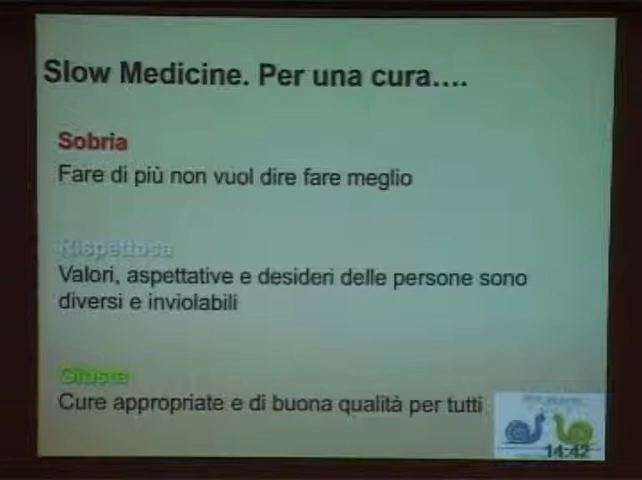 Slow Medicine. Per una cura….
Sobria
Fare di più non vuol dire fare meglio
Rispettosa
Valori, aspettative e desideri delle persone sono
diversi e inviolabili
Giusta
Cure appropriate e di buona qualità per tutti
14:42